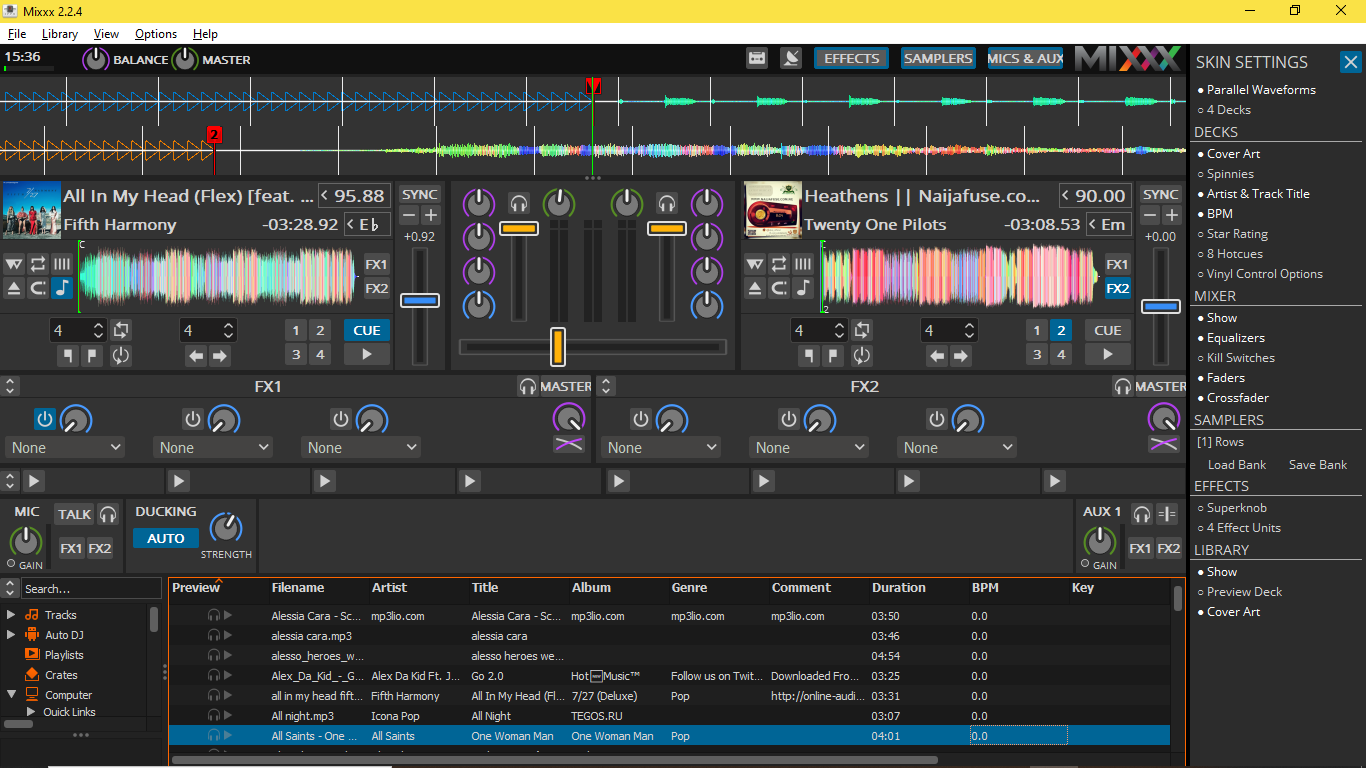 Mixxx 2.2.4
File Library View Options Help
15:36 BALANCE MASTER EFFECTS SAMPLERS MICS & AUX MIXXX
2
All In My Head (Flex) [feat. ... 95.88
Fifth Harmony -03:28.92 E♭
SYNC
+0.92
C
FX1
FX2
4 4 1 2 CUE
3 4
Heathens || Naijafuse.co... 90.00
Twenty One Pilots -03:08.53 Em
SYNC
+0.00
2
FX1
FX2
4 4 1 2 CUE
3 4
FX1 MASTER FX2 MASTER
None None None None None None
MIC TALK DUCKING AUX 1
FX1 FX2 AUTO FX1 FX2
GAIN STRENGTH GAIN
Search...
Tracks
Auto DJ
Playlists
Crates
Computer
Quick Links
Preview Filename Artist Title Album Genre Comment Duration BPM Key
Alessia Cara - Sc... mp3lio.com Alessia Cara - Sc... mp3lio.com mp3lio.com mp3lio.com 03:50 0.0
alessia cara.mp3 alessia cara 03:46 0.0
alesso_heroes_w... alesso heroes we... 04:54 0.0
Alex_Da_Kid_-_G... Alex Da Kid Ft. J... Go 2.0 Hot🆕Music™ Follow us on Twit... Downloaded Fro... 03:25 0.0
all in my head fift... Fifth Harmony All In My Head (Fl... 7/27 (Deluxe) Pop http://online-audi... 03:31 0.0
All night.mp3 Icona Pop All Night TEGOS.RU 03:07 0.0
All Saints - One ... All Saints One Woman Man One Woman Man Pop 04:01 0.0
SKIN SETTINGS
Parallel Waveforms
4 Decks
DECKS
Cover Art
Spinnies
Artist & Track Title
BPM
Star Rating
8 Hotcues
Vinyl Control Options
MIXER
Show
Equalizers
Kill Switches
Faders
Crossfader
SAMPLERS
[1] Rows
Load Bank Save Bank
EFFECTS
Superknob
4 Effect Units
LIBRARY
Show
Preview Deck
Cover Art